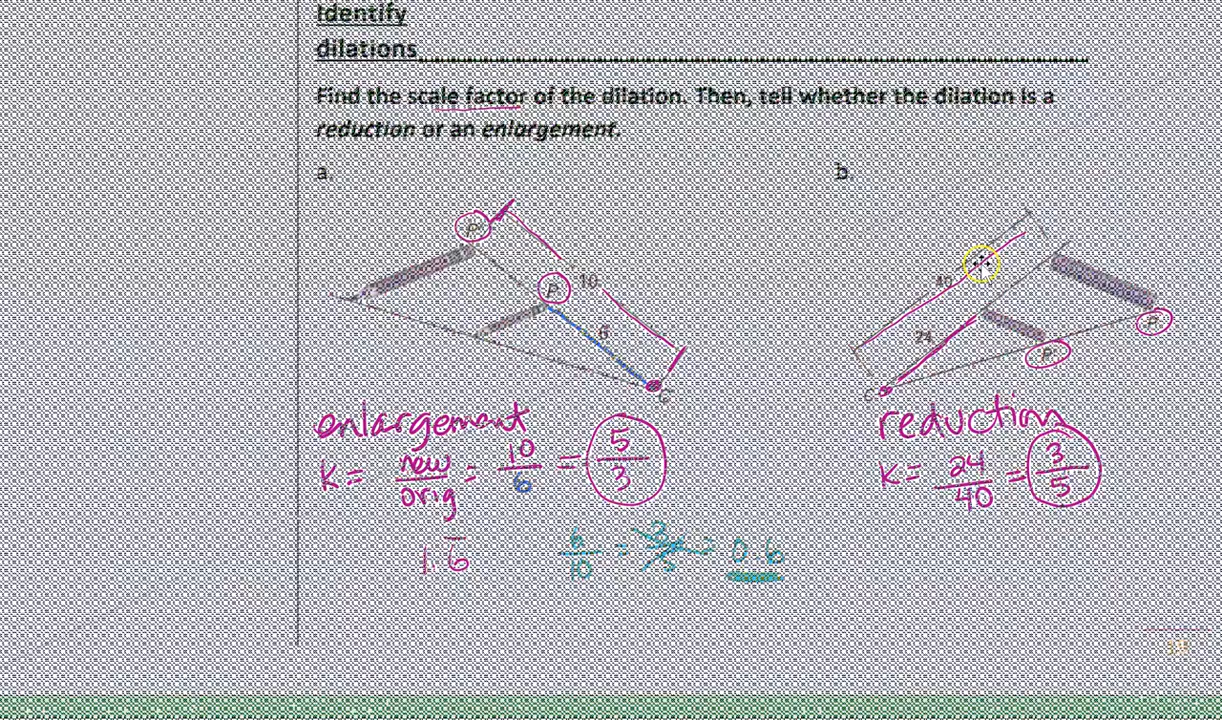 Identify
dilations
Find the scale factor of the dilation. Then, tell whether the dilation is a
reduction or an enlargement.
a.
b.
P'
P
10
6
C
40
24
P
P'
C
enlargement
K = new/orig = 10/6 = 5/3
1.6̅
6/10 = 3/5 = 0.6
reduction
K = 24/40 = 3/5